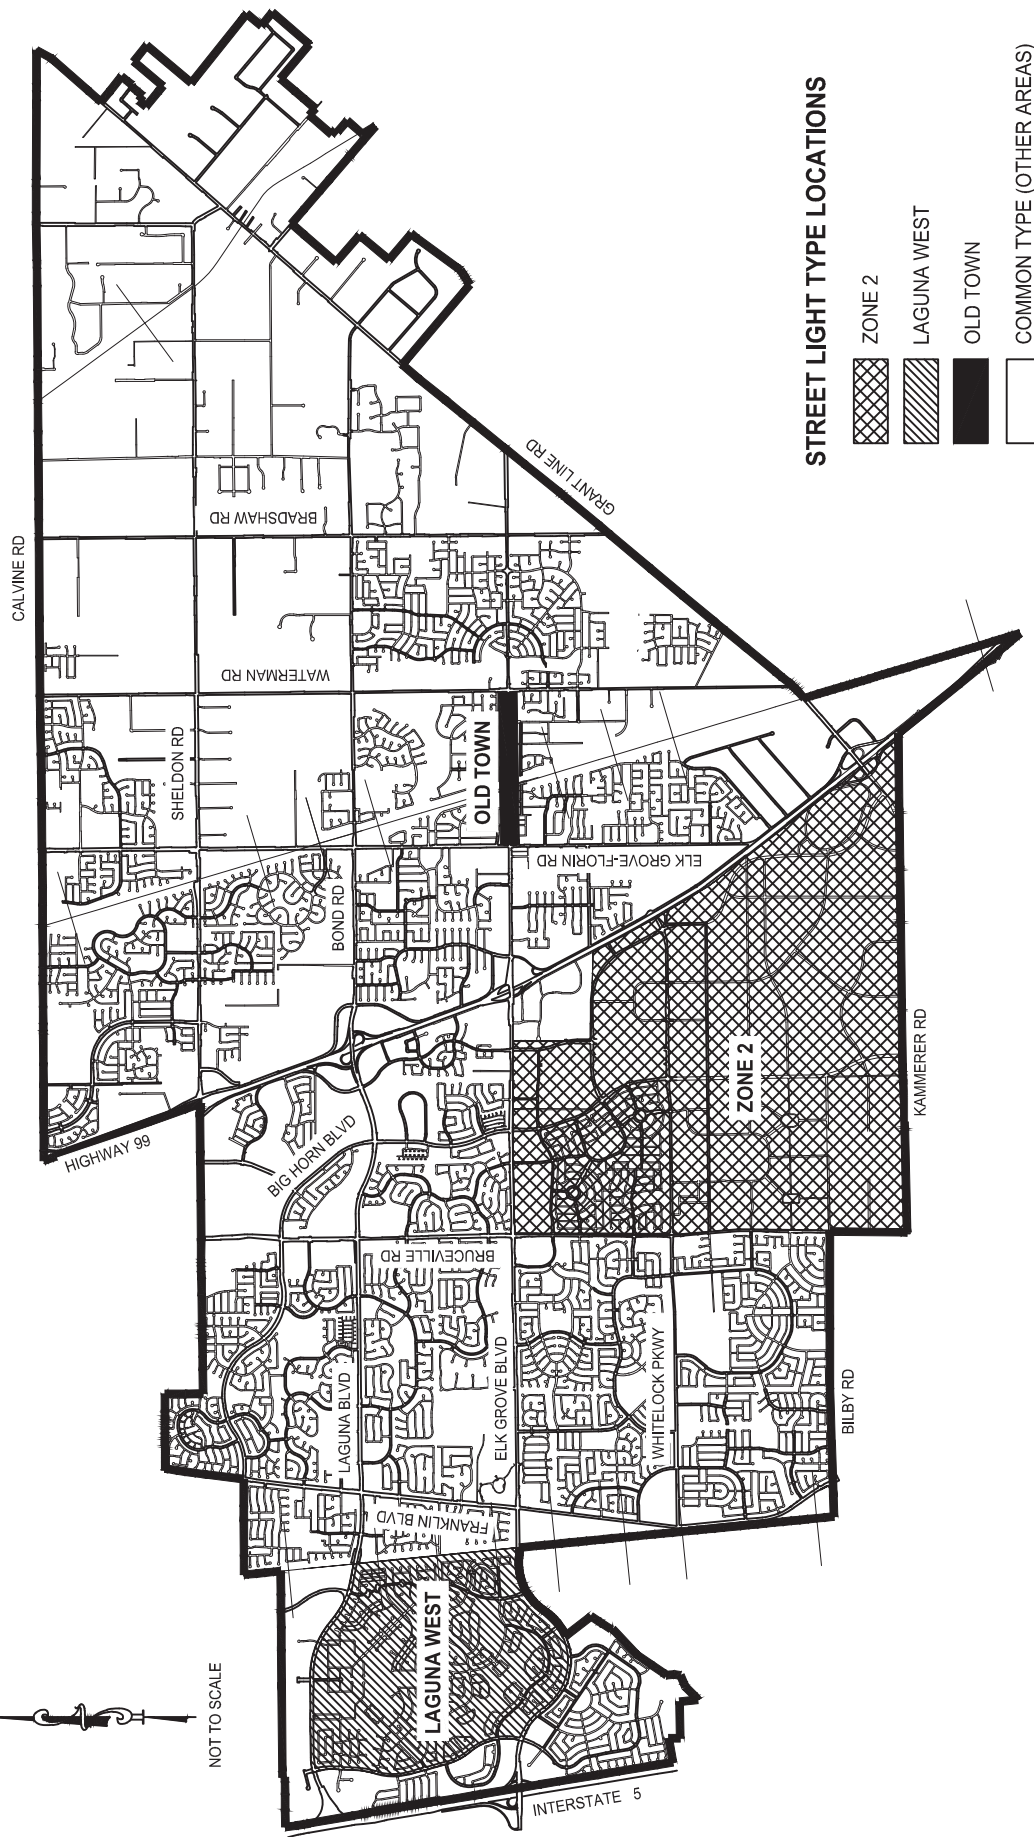 CALVINE RD
SHELDON RD
BRADSHAW RD
WATERMAN RD
GRANT LINE RD
OLD TOWN
ELK GROVE-FLORIN RD
BOND RD
HIGHWAY 99
BIG HORN BLVD
ZONE 2
KAMMERER RD
BRUCEVILLE RD
LAGUNA BLVD
ELK GROVE BLVD
WHITELOCK PKWY
BILBY RD
FRANKLIN BLVD
LAGUNA WEST
INTERSTATE 5
NOT TO SCALE
STREET LIGHT TYPE LOCATIONS
ZONE 2
LAGUNA WEST
OLD TOWN
COMMON TYPE (OTHER AREAS)